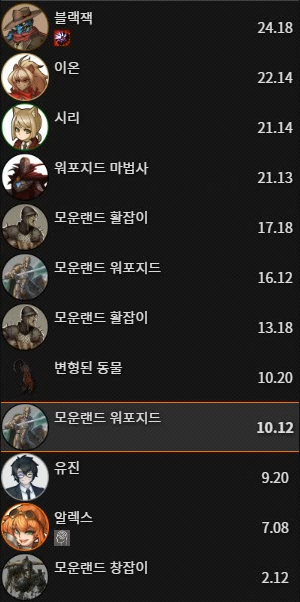 블랙잭 24.18
이온 22.14
시리 21.14
워포지드 마법사 21.13
모운랜드 활잡이 17.18
모운랜드 워포지드 16.12
모운랜드 활잡이 13.18
변형된 동물 10.20
모운랜드 워포지드 10.12
유진 9.20
알렉스 7.08
모운랜드 창잡이 2.12